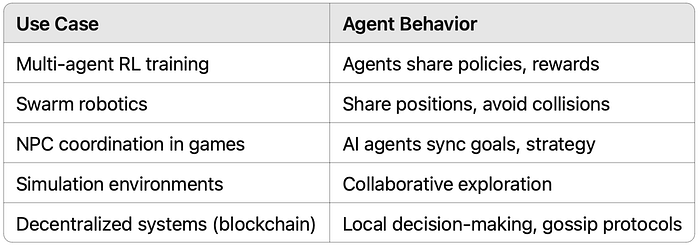 Use Case Agent Behavior
Multi-agent RL training Agents share policies, rewards
Swarm robotics Share positions, avoid collisions
NPC coordination in games AI agents sync goals, strategy
Simulation environments Collaborative exploration
Decentralized systems (blockchain) Local decision-making, gossip protocols